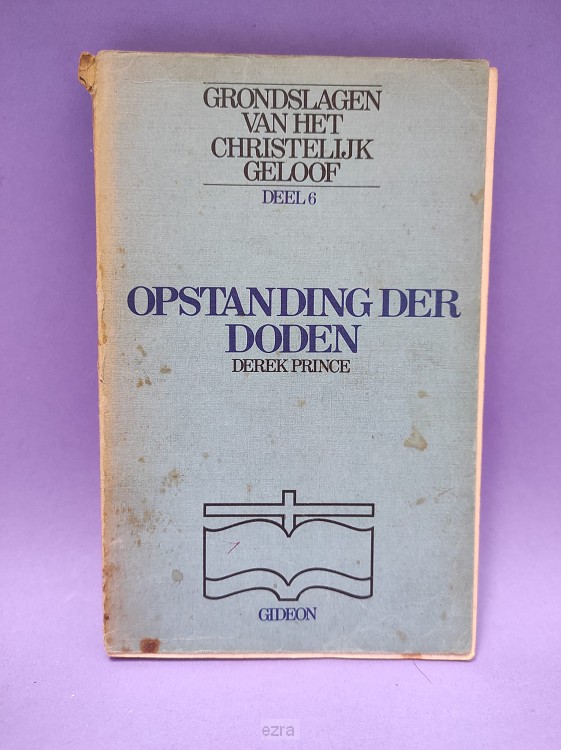 GRONDSLAGEN
VAN HET
CHRISTELIJK
GELOOF
DEEL 6
OPSTANDING DER
DODEN
DEREK PRINCE
GIDEON
ezra